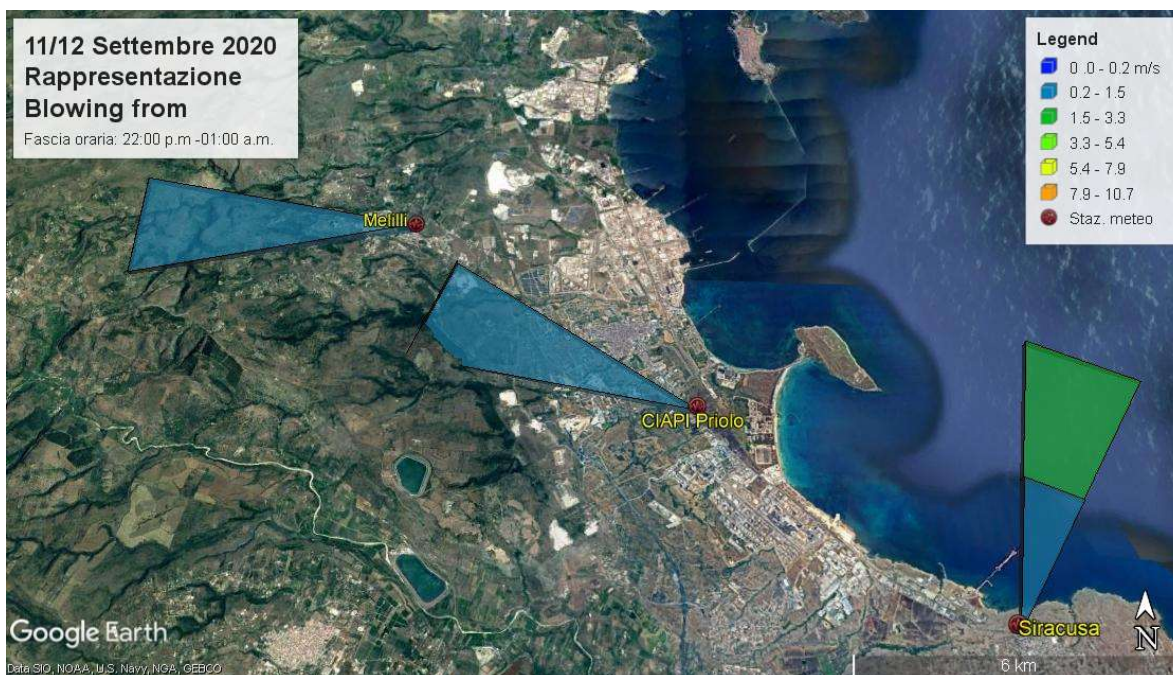 11/12 Settembre 2020
Rappresentazione
Blowing from
Fascia oraria: 22:00 p.m -01:00 a.m.
Legend
0 .0 - 0.2 m/s
0.2 - 1.5
1.5 - 3.3
3.3 - 5.4
5.4 - 7.9
7.9 - 10.7
Staz. meteo
Melilli
CIAPI Priolo
Siracusa
N
Google Earth
Data SIO, NOAA, U.S. Navy, NGA, GEBCO
6 km